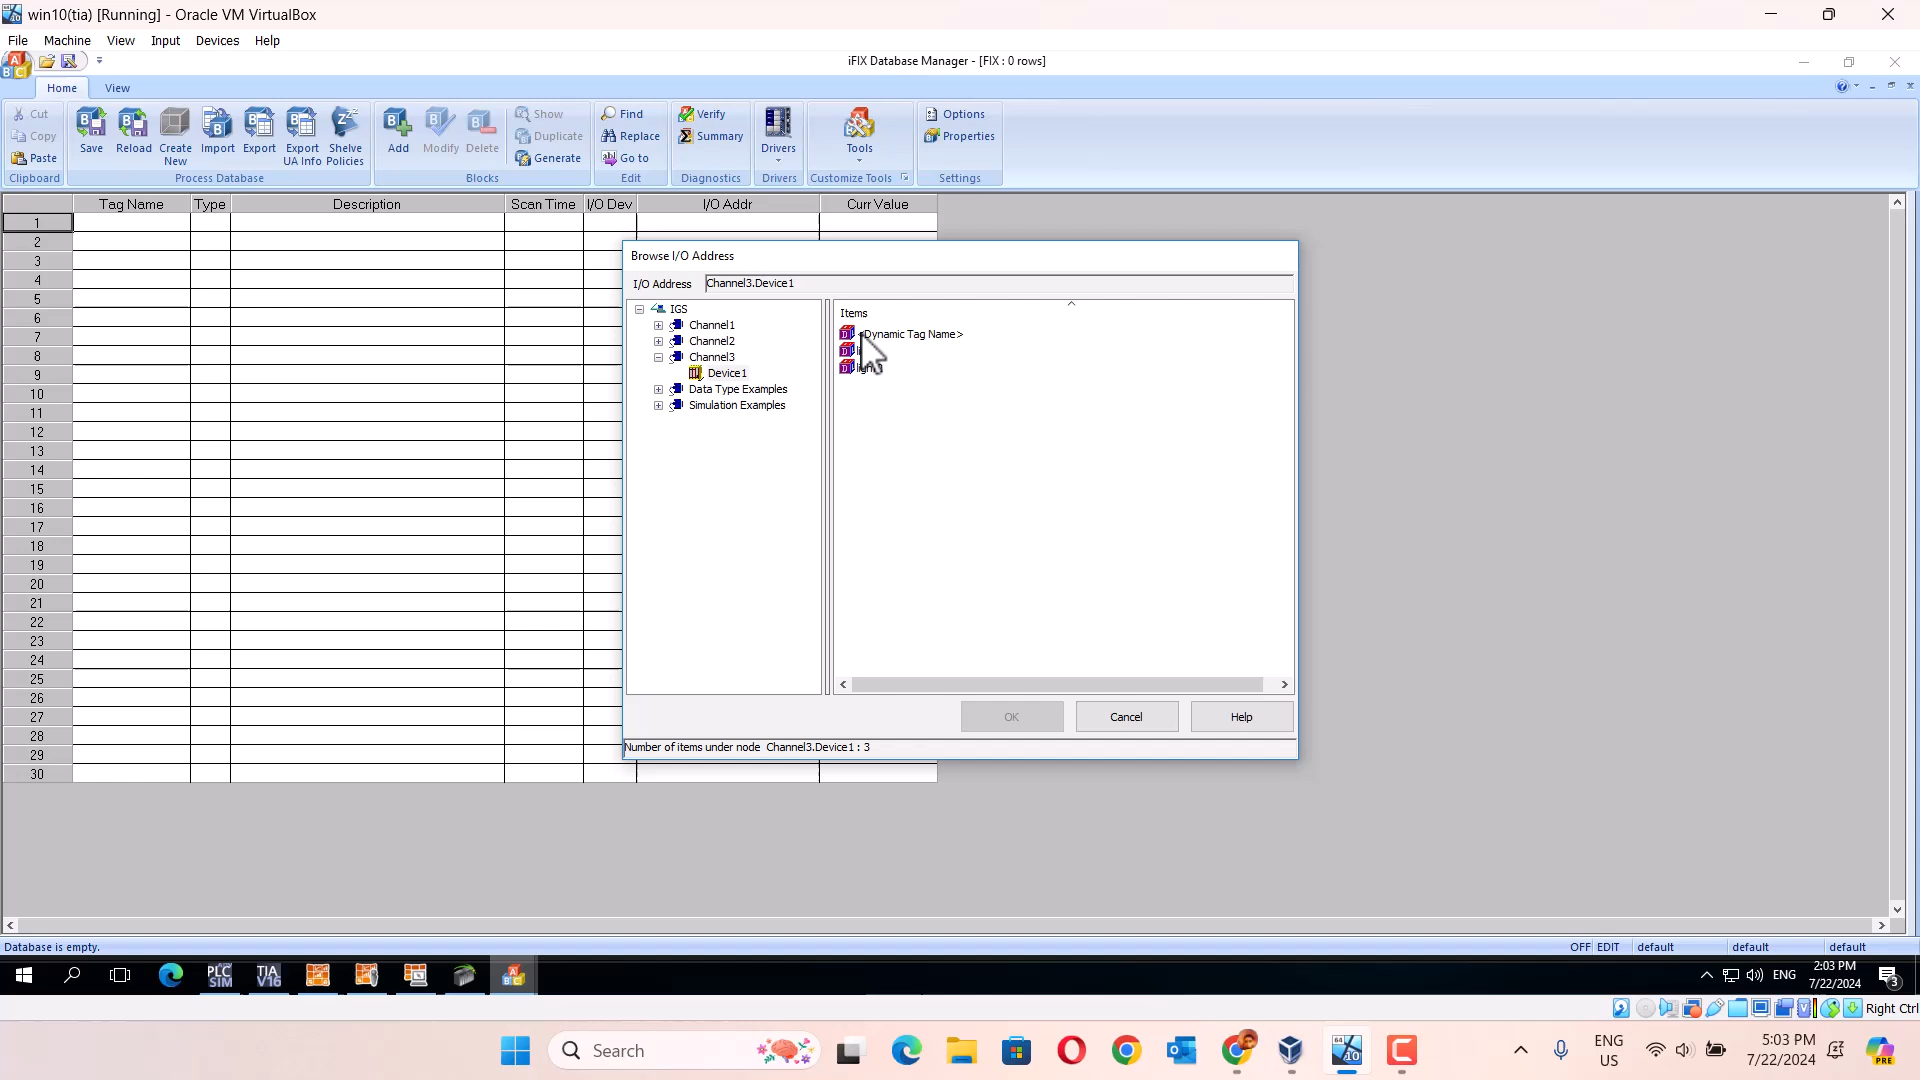 win10(tia) [Running] - Oracle VM VirtualBox
File Machine View Input Devices Help
iFIX Database Manager - [FIX : 0 rows]
Home View
Cut
Copy
Paste
Clipboard
Save
Reload
Create New
Import
Export
Export UA Info
Shelve Policies
Process Database
Add
Modify
Delete
Show
Duplicate
Generate
Blocks
Find
Replace
Go to
Edit
Verify
Summary
Diagnostics
Drivers
Drivers
Tools
Customize Tools
Options
Properties
Settings
Tag Name Type Description Scan Time I/O Dev I/O Addr Curr Value
1
2
3
4
5
6
7
8
9
10
11
12
13
14
15
16
17
18
19
20
21
22
23
24
25
26
27
28
29
30
Browse I/O Address
I/O Address Channel3.Device1
IGS
Channel1
Channel2
Channel3
Device1
Data Type Examples
Simulation Examples
Items
<Dynamic Tag Name>
OK Cancel Help
Number of items under node Channel3.Device1 : 3
Database is empty.
OFF EDIT default default default
PLC SIM
TIA V16
ENG
2:03 PM
7/22/2024
3
Right Ctrl
Search
64
10
ENG
US
5:03 PM
7/22/2024
PRE